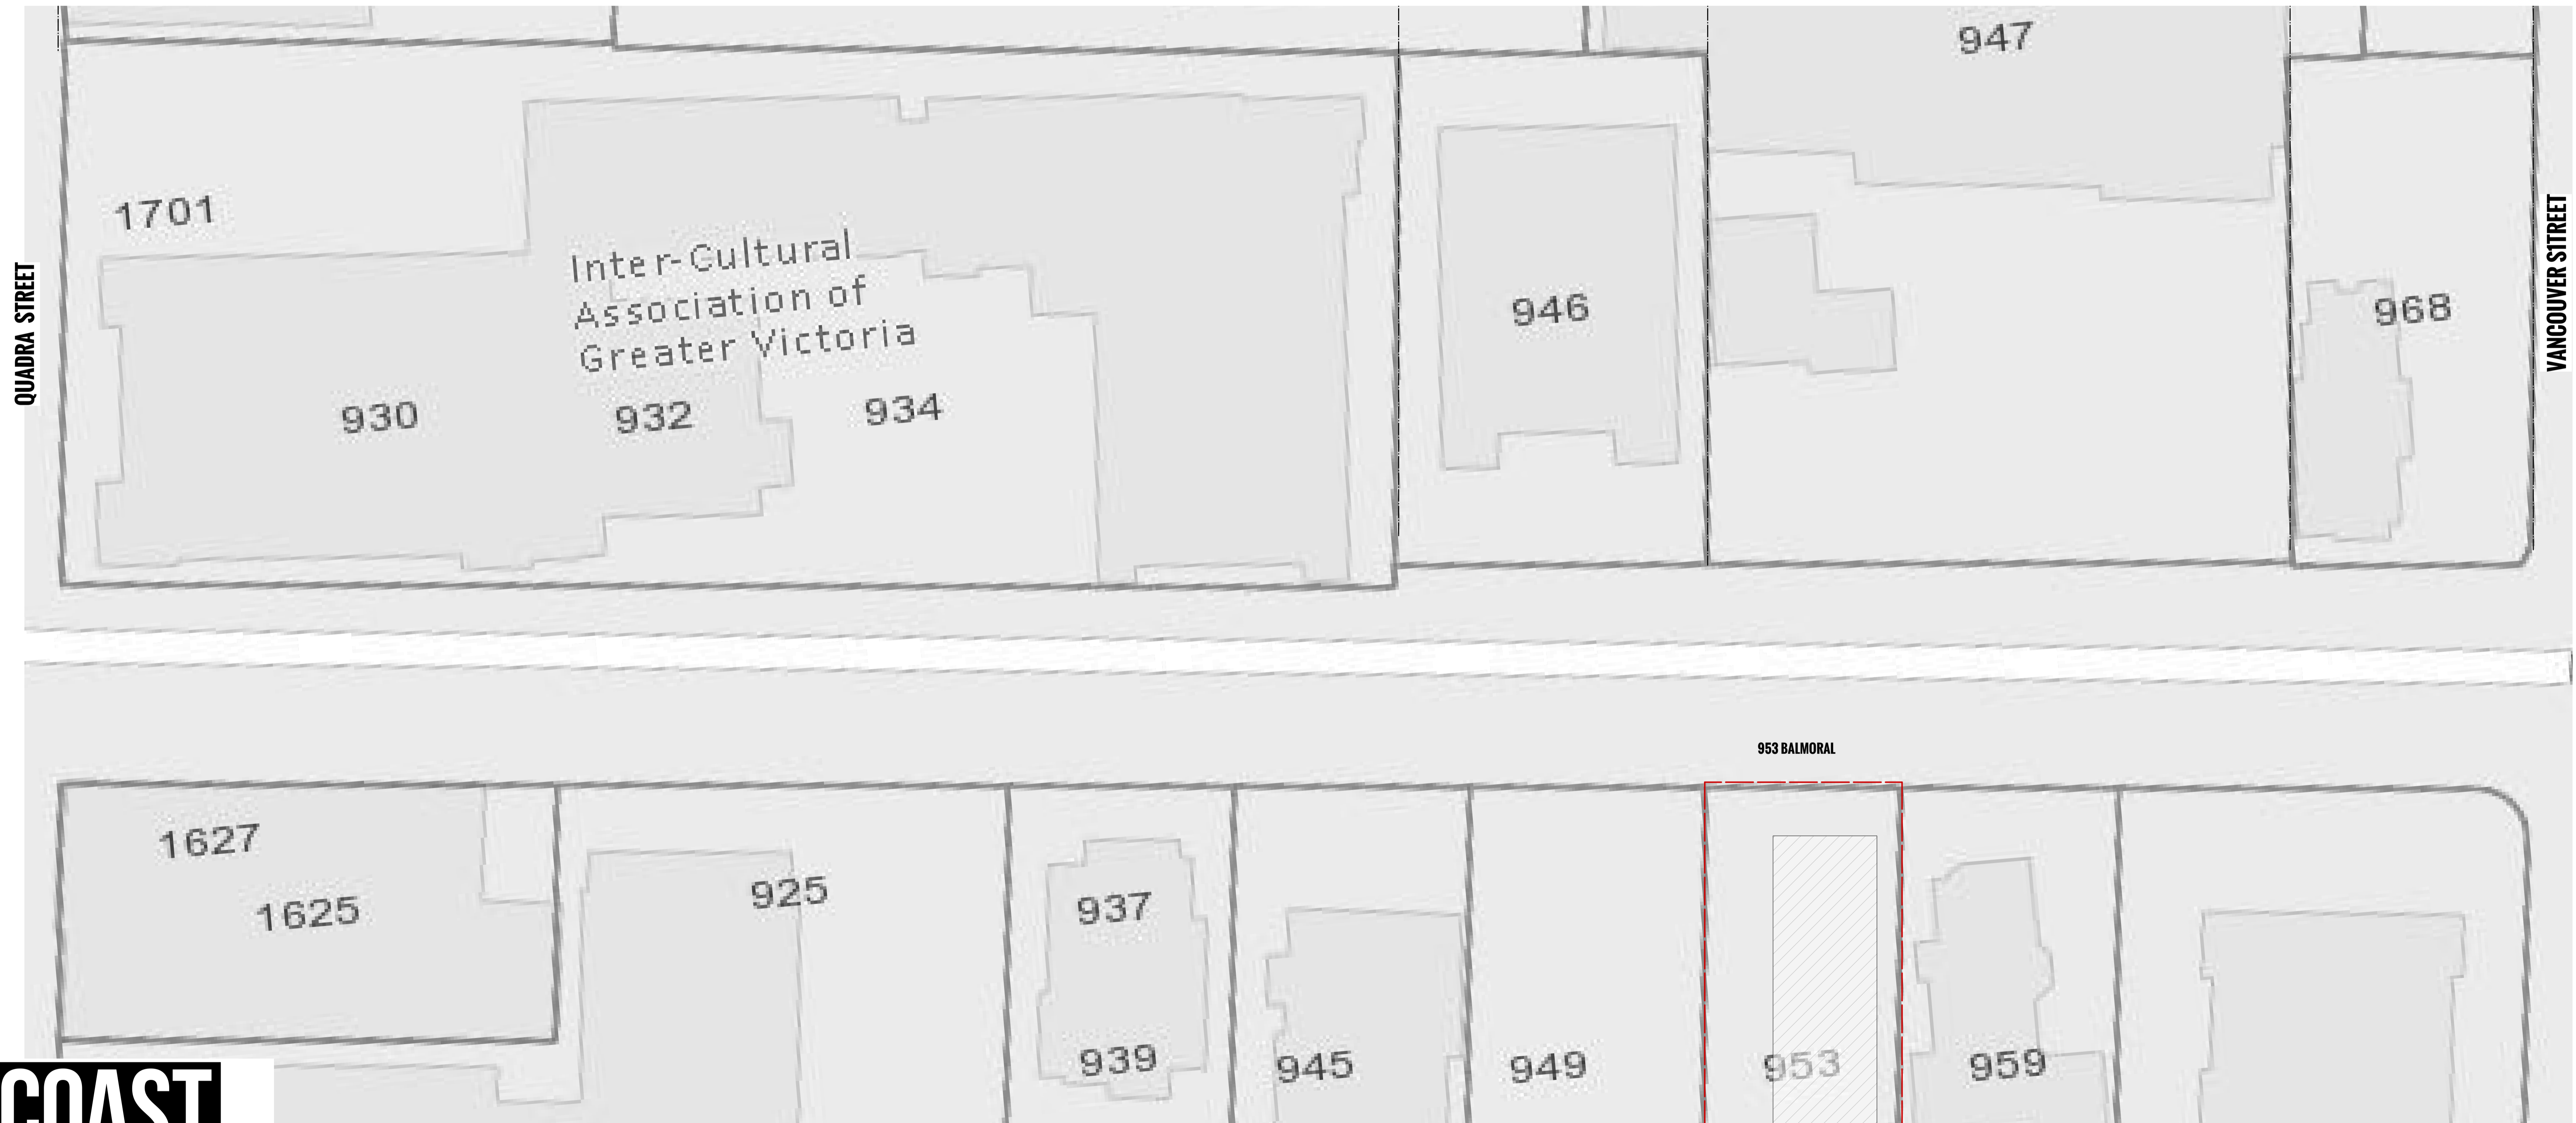 947
1701
Inter-Cultural
Association of
Greater Victoria
930
932
934
946
968
QUADRA STREET
VANCOUVER S1TREET
953 BALMORAL
1627
1625
925
937
939
945
949
953
959
COAST